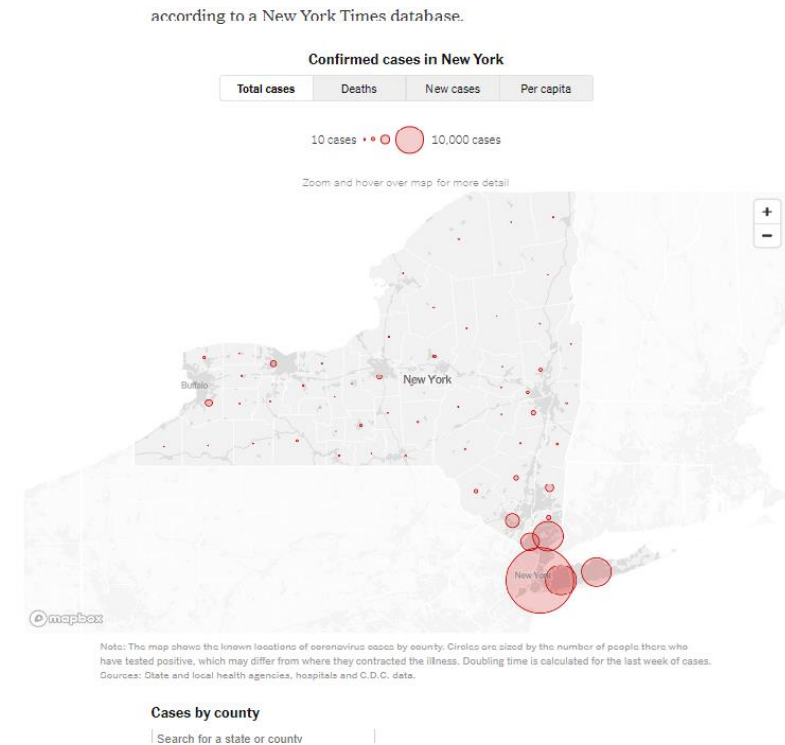 according to a New York Times database.
Confirmed cases in New York
Total cases Deaths New cases Per capita
10 cases 10,000 cases
Zoom and hover over map for more detail
+
−
Buffalo
New York
New York
mapbox
Note: The map shows the known locations of coronavirus cases by county. Circles are sized by the number of people there who
have tested positive, which may differ from where they contracted the illness. Doubling time is calculated for the last week of cases.
Sources: State and local health agencies, hospitals and C.D.C. data.
Cases by county
Search for a state or county